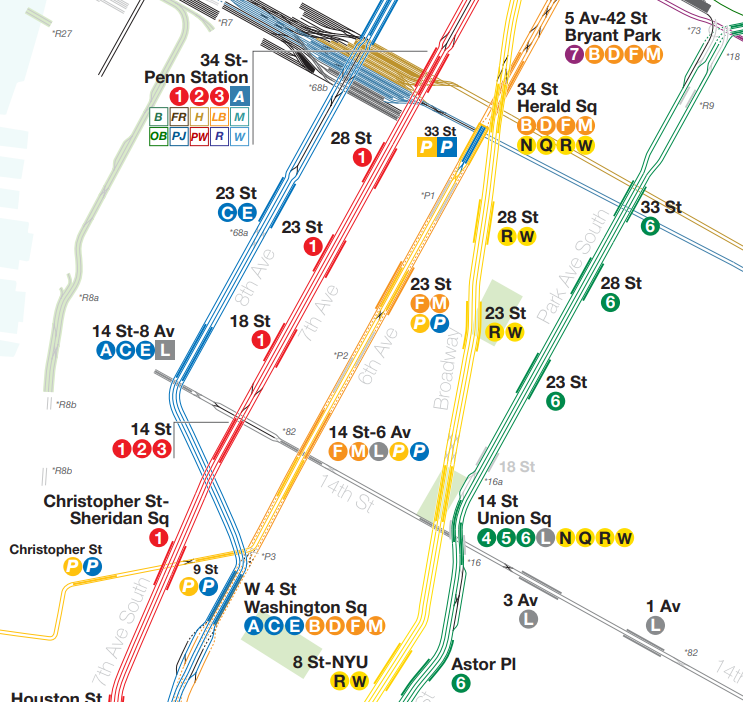 *R27
*R7
5 Av-42 St
Bryant Park
7 B D F M
*73
*18
34 St-
Penn Station
1 2 3 A
B FR H LB M
OB PJ PW R W
*68b
34 St
Herald Sq
B D F M
N Q R W
*R9
33 St
P P
28 St
1
*P1
23 St
C E
*68a
23 St
1
28 St
R W
33 St
6
8th Ave
7th Ave
Park Ave South
28 St
6
*R8a
23 St
F M
P P
23 St
R W
18 St
1
14 St-8 Av
A C E L
*P2
6th Ave
Broadway
23 St
6
*R8b
14 St
1 2 3
*82
14 St-6 Av
F M L P P
*R8b
18 St
*16a
14th St
14 St
Union Sq
4 5 6 L N Q R W
Christopher St-
Sheridan Sq
1
Christopher St
P P
9 St
P P
*P3
*16
W 4 St
Washington Sq
A C E B D F M
3 Av
L
1 Av
L
*82
7th Ave South
8 St-NYU
R W
Astor Pl
6
14th
Houston St
St